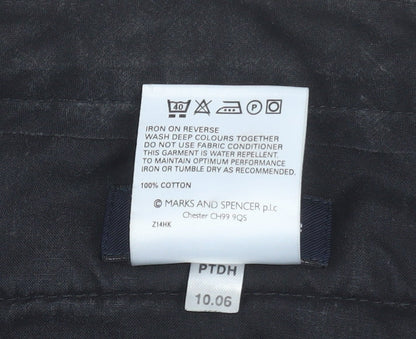 40 P
IRON ON REVERSE
WASH DEEP COLOURS TOGETHER
DO NOT USE FABRIC CONDITIONER
THIS GARMENT IS WATER REPELLENT.
TO MAINTAIN OPTIMUM PERFORMANCE
IRON OR TUMBLE DRY AS RECOMMENDED.
100% COTTON
© MARKS AND SPENCER p.l.c
Chester CH99 9QS
Z14HK
PTDH
10.06